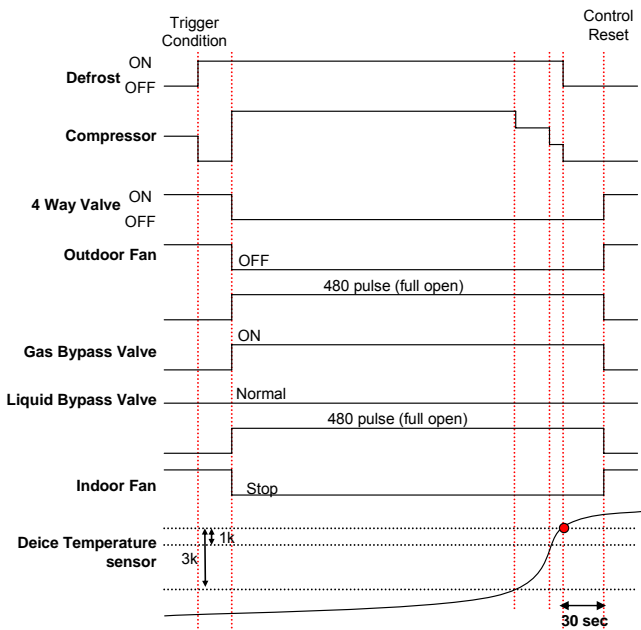 Trigger
Condition
Control
Reset
ON
Defrost
OFF
Compressor
4 Way Valve
ON
OFF
Outdoor Fan
OFF
480 pulse (full open)
ON
Gas Bypass Valve
Liquid Bypass Valve
Normal
480 pulse (full open)
Indoor Fan
Stop
Deice Temperature
sensor
1k
3k
30 sec